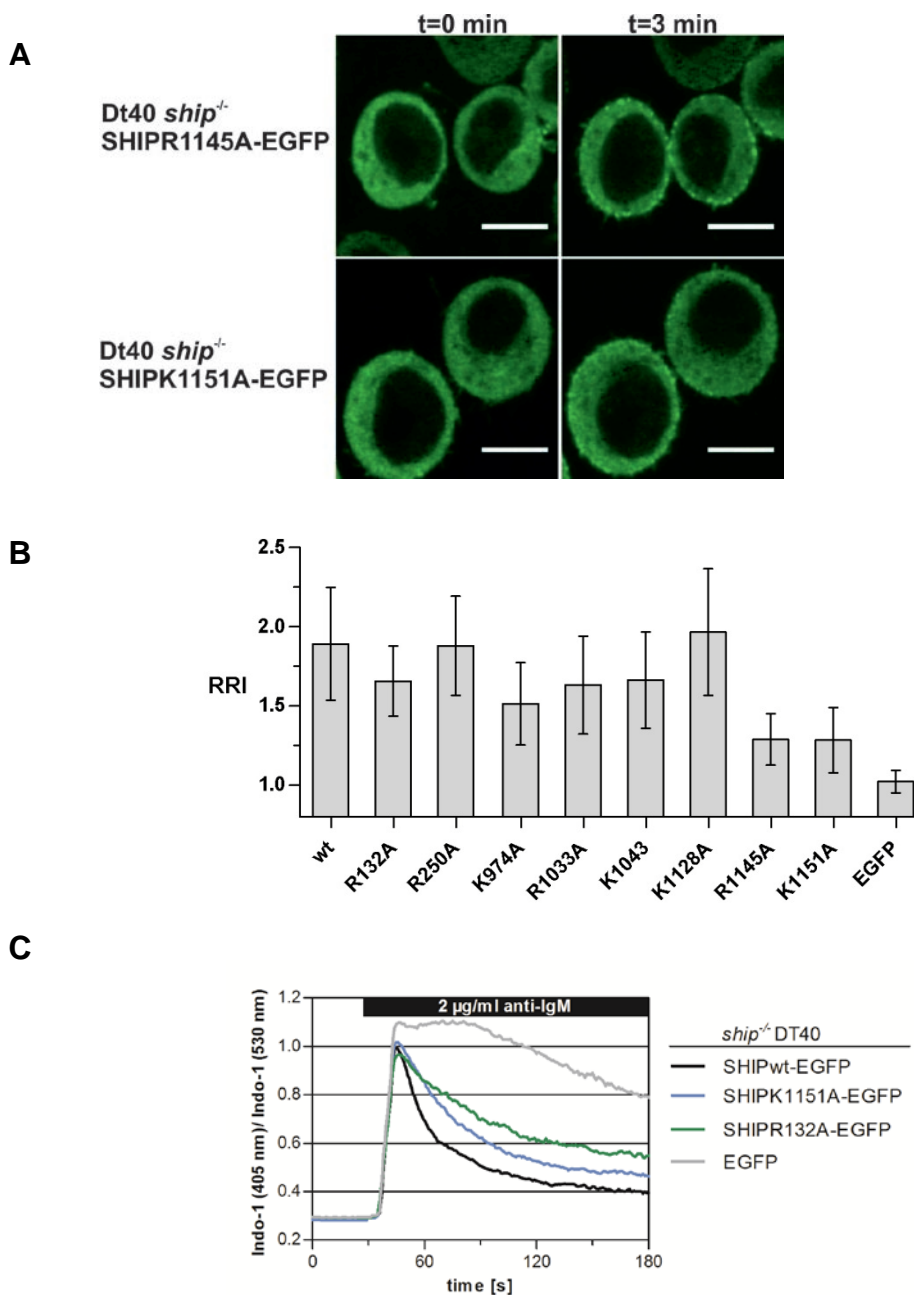 A
t=0 min t=3 min
Dt40 ship-/-
SHIPR1145A-EGFP
Dt40 ship-/-
SHIPK1151A-EGFP
B
2.5
2.0
RRI
1.5
1.0
wt R132A R250A K974A R1033A K1043 K1128A R1145A K1151A EGFP
C
1.2
2 µg/ml anti-IgM
1.0
0.8
0.6
0.4
0.2
Indo-1 (405 nm)/ Indo-1 (530 nm)
0 60 120 180
time [s]
ship-/- DT40
SHIPwt-EGFP
SHIPK1151A-EGFP
SHIPR132A-EGFP
EGFP